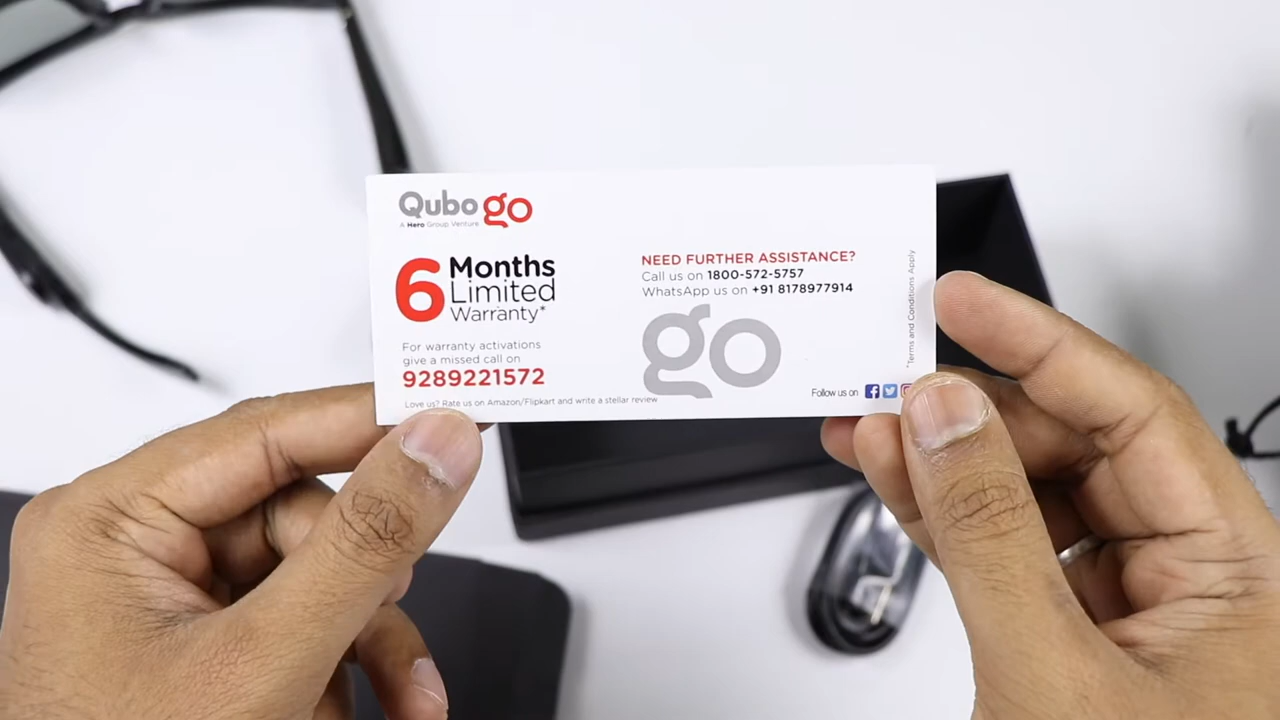 Qubo go
A Hero Group Venture
6 Months
Limited
Warranty*
For warranty activations
give a missed call on
9289221572
Love us? Rate us on Amazon/Flipkart and write a stellar review
NEED FURTHER ASSISTANCE?
Call us on 1800-572-5757
WhatsApp us on +91 8178977914
go
Follow us on
*Terms and Conditions Apply